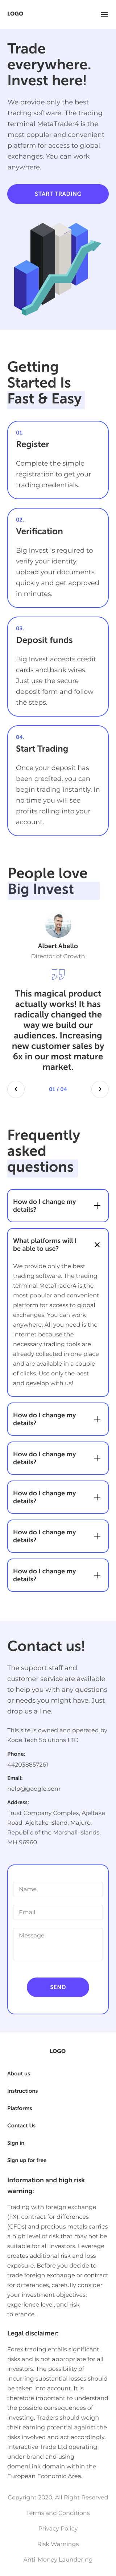 LOGO
Trade
everywhere.
Invest here!
We provide only the best
trading software. The trading
terminal MetaTrader4 is the
most popular and convenient
platform for access to global
exchanges. You can work
anywhere.
START TRADING
Getting
Started Is
Fast & Easy
01.
Register
Complete the simple
registration to get your
trading credentials.
02.
Verification
Big Invest is required to
verify your identity,
upload your documents
quickly and get approved
in minutes.
03.
Deposit funds
Big Invest accepts credit
cards and bank wires.
Just use the secure
deposit form and follow
the steps.
04.
Start Trading
Once your deposit has
been credited, you can
begin trading instantly. In
no time you will see
profits rolling into your
account.
People love
Big Invest
Albert Abello
Director of Growth
This magical product
actually works! It has
radically changed the
way we build our
audiences. Increasing
new customer sales by
6x in our most mature
market.
01 / 04
Frequently
asked
questions
How do I change my
details?
What platforms will I
be able to use?
We provide only the best
trading software. The trading
terminal MetaTrader4 is the
most popular and convenient
platform for access to global
exchanges. You can work
anywhere. All you need is the
Internet because the
necessary trading tools are
already collected in one place
and are available in a couple
of clicks. Use only the best
and develop with us!
How do I change my
details?
How do I change my
details?
How do I change my
details?
How do I change my
details?
How do I change my
details?
Contact us!
The support staff and
customer service are available
to help you with any questions
or needs you might have. Just
drop us a line.
This site is owned and operated by
Kode Tech Solutions LTD
Phone:
442038857261
Email:
help@google.com
Address:
Trust Company Complex, Ajeltake
Road, Ajeltake Island, Majuro,
Republic of the Marshall Islands,
MH 96960
Name
Email
Message
SEND
LOGO
About us
Instructions
Platforms
Contact Us
Sign in
Sign up for free
Information and high risk
warning:
Trading with foreign exchange
(FX), contract for differences
(CFDs) and precious metals carries
a high level of risk that may not be
suitable for all investors. Leverage
creates additional risk and loss
exposure. Before you decide to
trade foreign exchange or contract
for differences, carefully consider
your investment objectives,
experience level, and risk
tolerance.
Legal disclaimer:
Forex trading entails significant
risks and is not appropriate for all
investors. The possibility of
incurring substantial losses should
be taken into account. It is
therefore important to understand
the possible consequences of
investing. Traders should weigh
their earning potential against the
risks involved and act accordingly.
Interactive Trade Ltd operating
under brand and using
domenLink domain within the
European Economic Area.
Copyright 2020, All Right Reserved
Terms and Conditions
Privacy Policy
Risk Warnings
Anti-Money Laundering